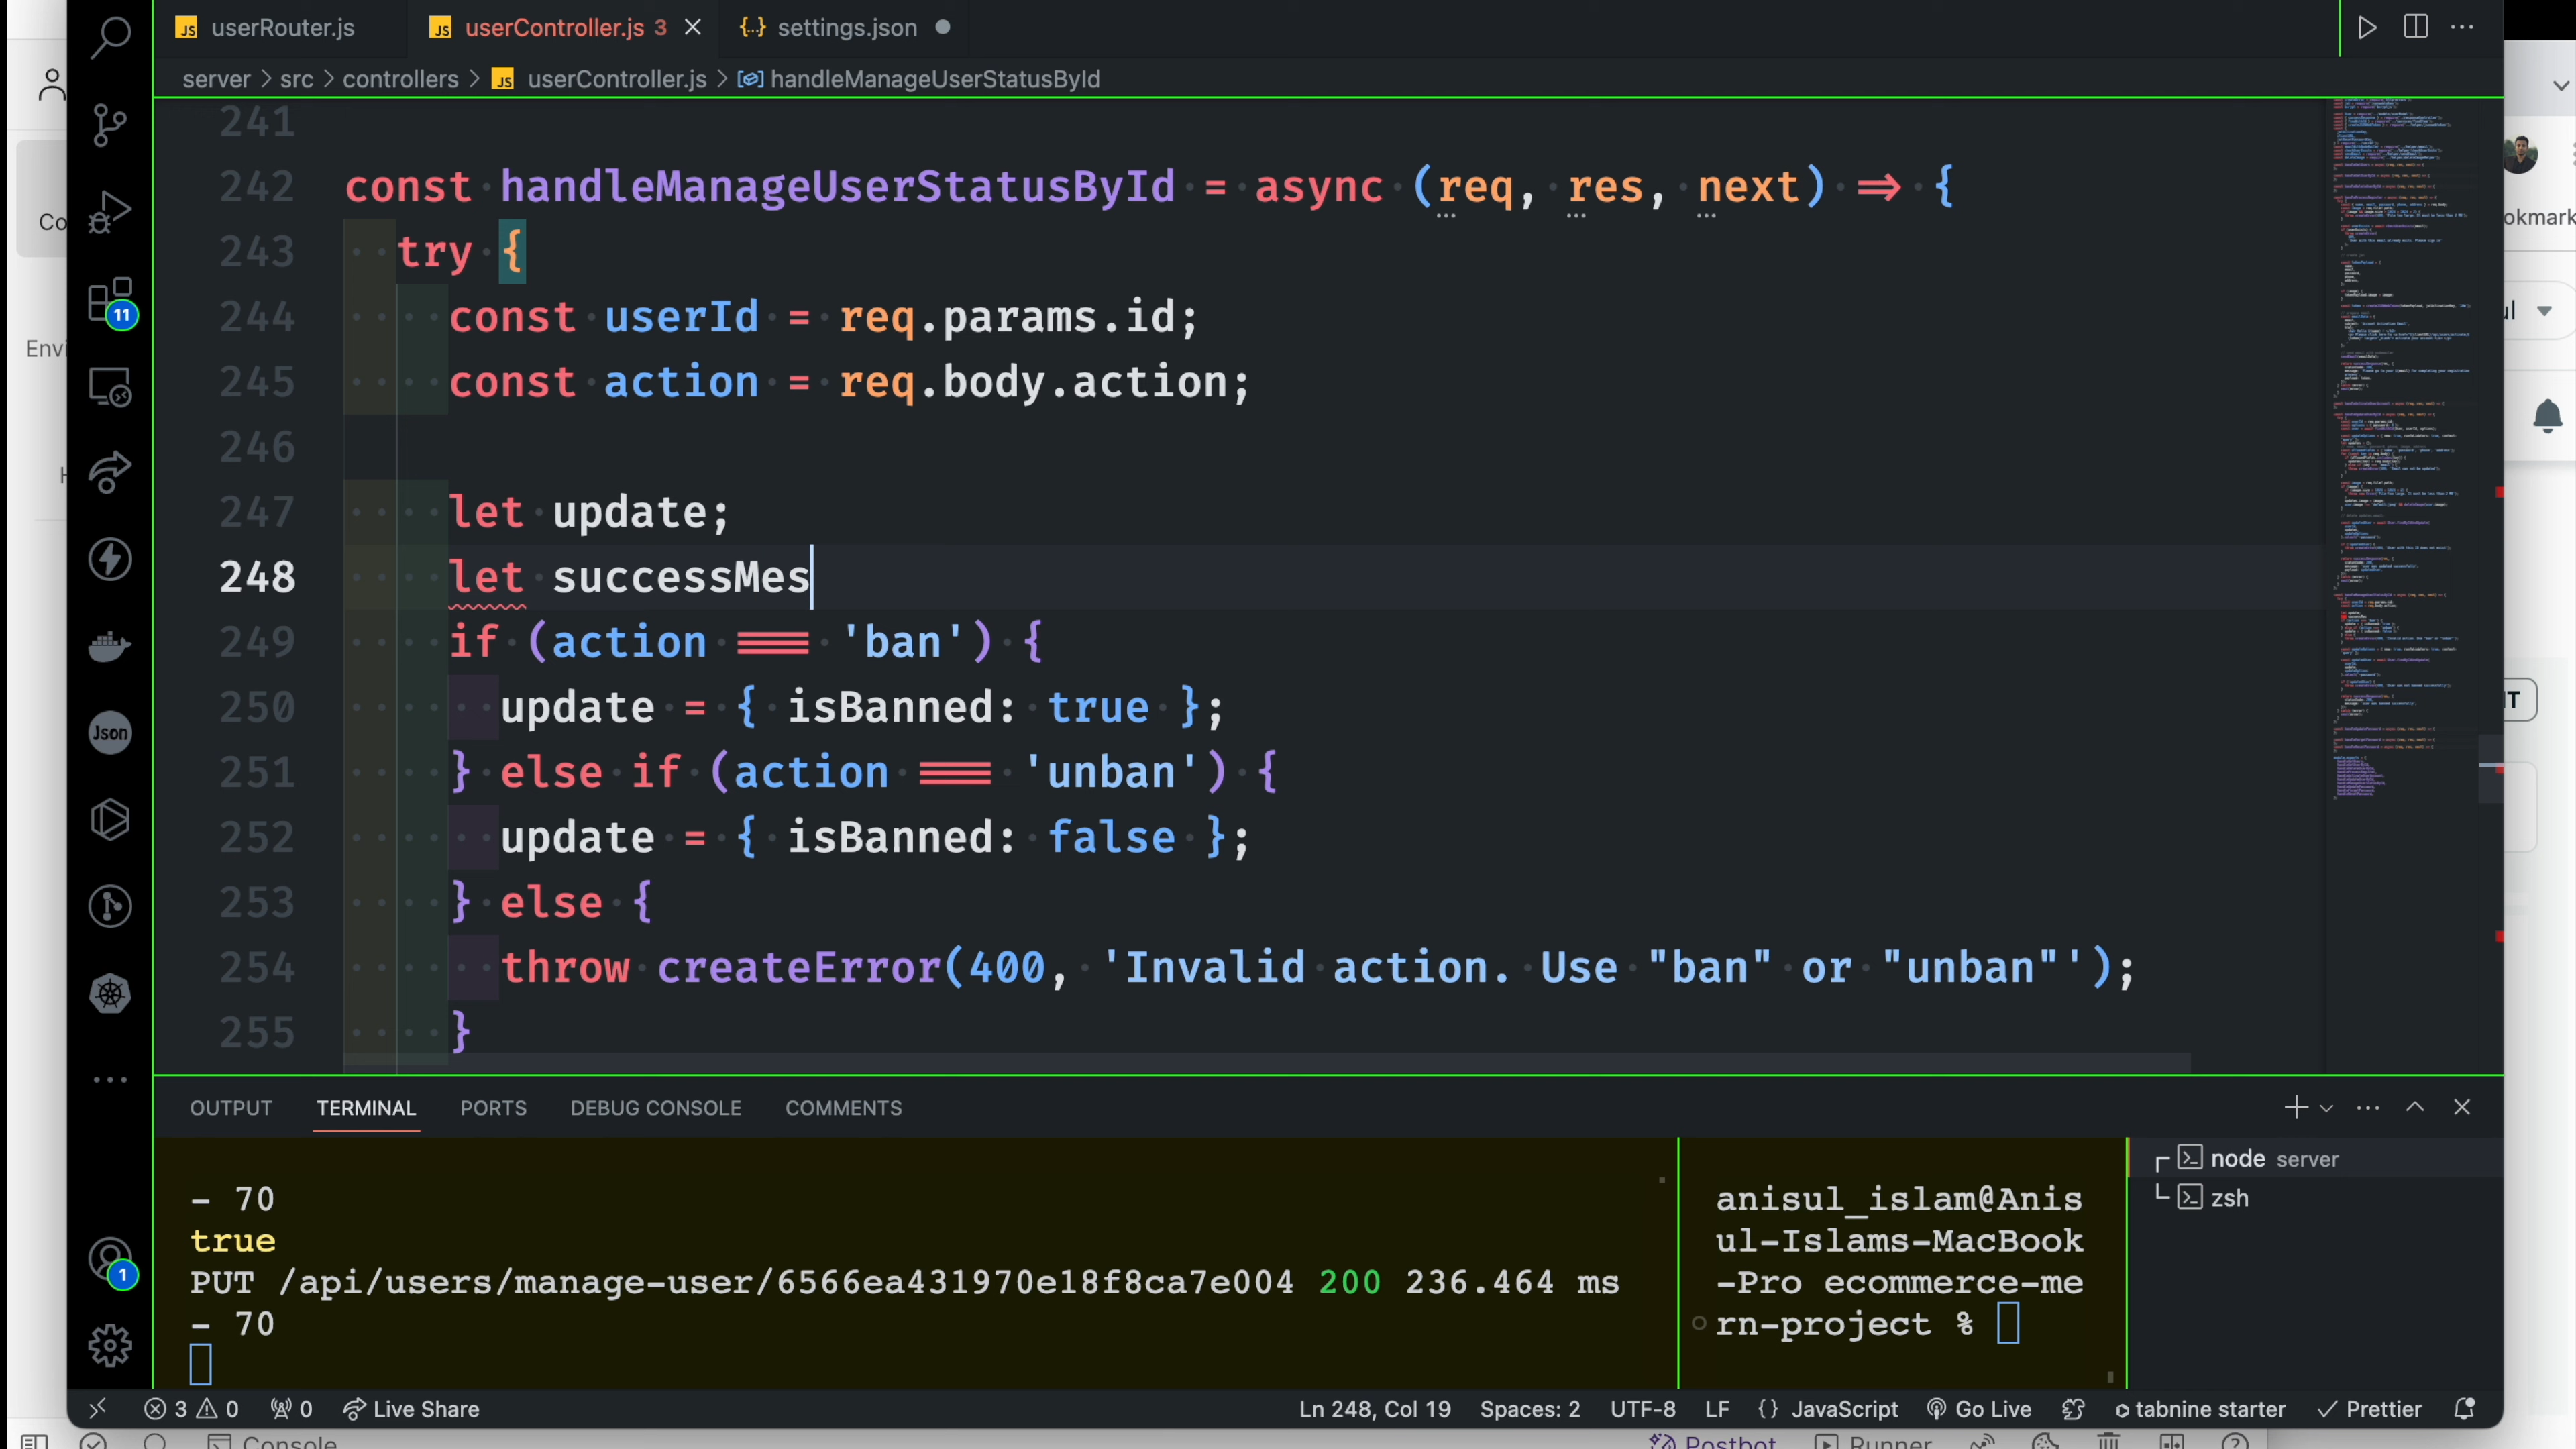 userRouter.js
userController.js 3
settings.json
server > src > controllers > userController.js > handleManageUserStatusById
241
242 const handleManageUserStatusById = async (req, res, next) => {
243 try {
244 const userId = req.params.id;
245 const action = req.body.action;
246
247 let update;
248 let successMes
249 if (action === 'ban') {
250 update = { isBanned: true };
251 } else if (action === 'unban') {
252 update = { isBanned: false };
253 } else {
254 throw createError(400, 'Invalid action. Use "ban" or "unban"');
255 }
11
Json
1
OUTPUT TERMINAL PORTS DEBUG CONSOLE COMMENTS
- 70
true
PUT /api/users/manage-user/6566ea431970e18f8ca7e004 200 236.464 ms
- 70
anisul_islam@Anis
ul-Islams-MacBook
-Pro ecommerce-me
rn-project %
node server
zsh
3 0 0 Live Share
Ln 248, Col 19 Spaces: 2 UTF-8 LF {} JavaScript Go Live tabnine starter Prettier
Console
Postbot Runner